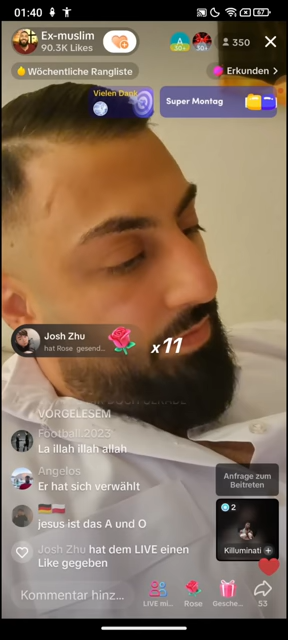 01:40
67
Ex-muslim
90.3K Likes
30+
30+
350
Wöchentliche Rangliste
Erkunden >
Vielen Dank
Super Montag
Josh Zhu
hat Rose gesend...
x11
VORGELESEM
Football.2023
La illah illah allah
Angelos
Er hat sich verwählt
jesus ist das A und O
Josh Zhu hat dem LIVE einen
Like gegeben
Anfrage zum
Beitreten
2
Killuminati +
Kommentar hinz...
LIVE mi...
Rose
Gesche...
53